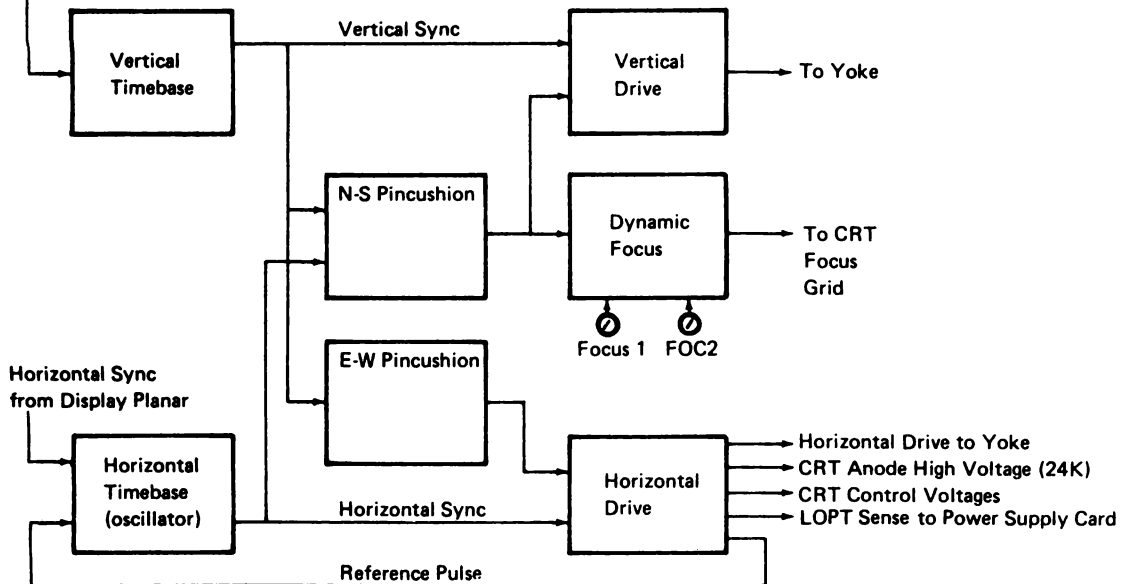 Vertical
Timebase
Vertical Sync
Vertical
Drive
To Yoke
N-S Pincushion
Dynamic
Focus
To CRT
Focus
Grid
Focus 1
FOC2
E-W Pincushion
Horizontal Sync
from Display Planar
Horizontal
Timebase
(oscillator)
Horizontal Sync
Horizontal
Drive
Horizontal Drive to Yoke
CRT Anode High Voltage (24K)
CRT Control Voltages
LOPT Sense to Power Supply Card
Reference Pulse